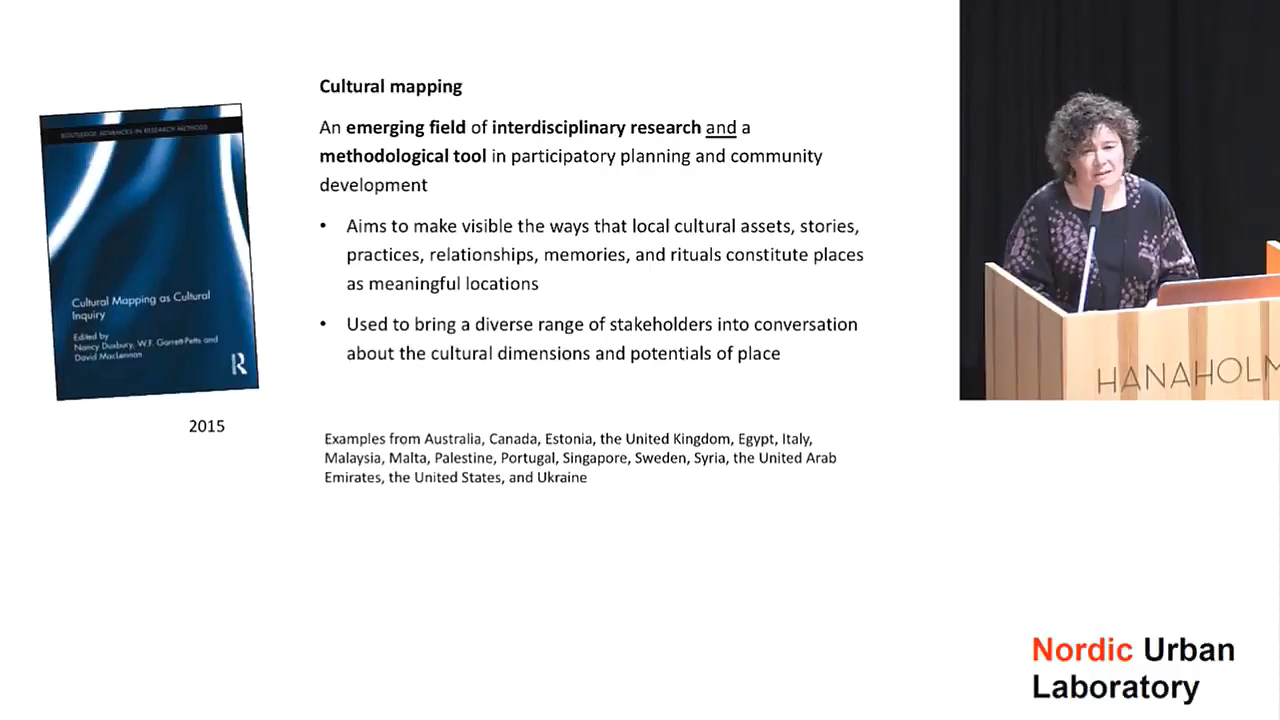 Cultural mapping
An emerging field of interdisciplinary research and a
methodological tool in participatory planning and community
development
• Aims to make visible the ways that local cultural assets, stories,
practices, relationships, memories, and rituals constitute places
as meaningful locations
• Used to bring a diverse range of stakeholders into conversation
about the cultural dimensions and potentials of place
Examples from Australia, Canada, Estonia, the United Kingdom, Egypt, Italy,
Malaysia, Malta, Palestine, Portugal, Singapore, Sweden, Syria, the United Arab
Emirates, the United States, and Ukraine
ROUTLEDGE ADVANCES IN RESEARCH METHODS
Cultural Mapping as Cultural
Inquiry
Edited by
Nancy Duxbury, W.F. Garrett-Petts and
David MacLennan
R
2015
HANAHOLM
Nordic Urban
Laboratory